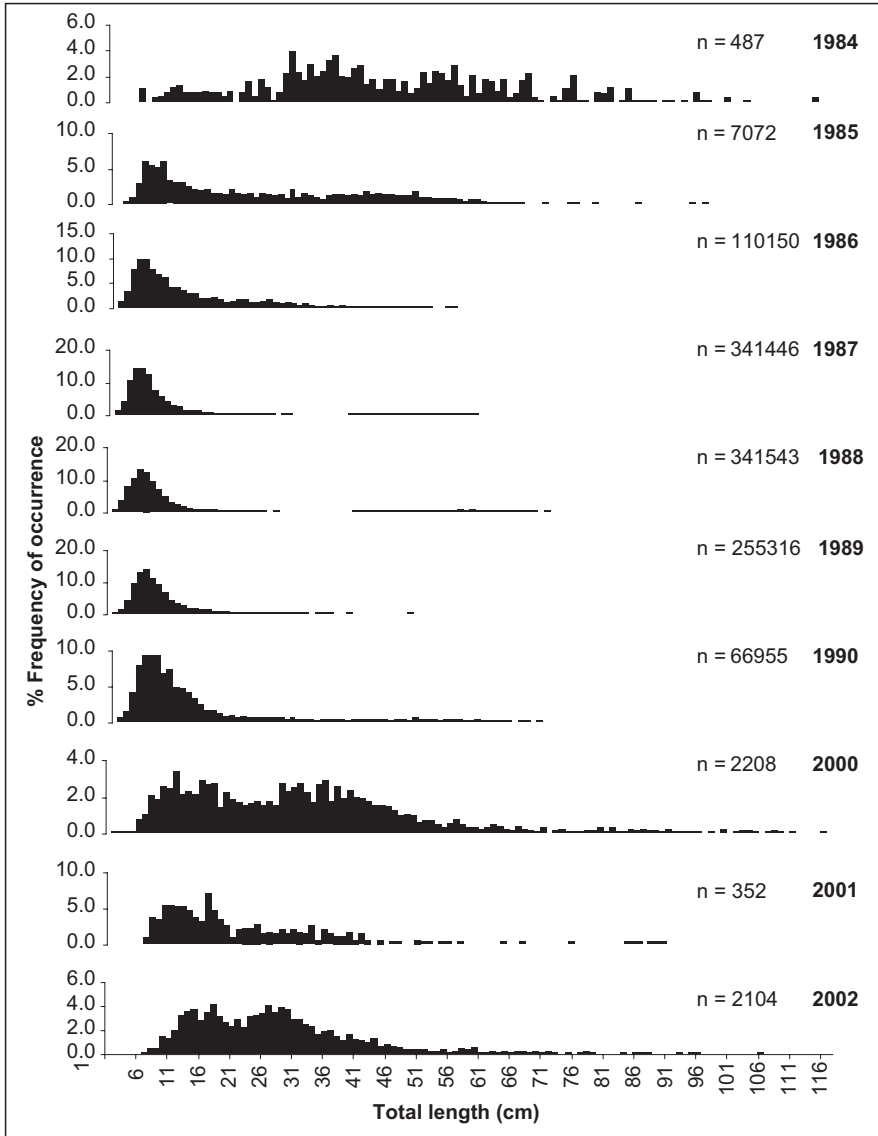 6.0
4.0
2.0
0.0
n = 487 1984
10.0
5.0
0.0
n = 7072 1985
15.0
10.0
5.0
0.0
n = 110150 1986
20.0
10.0
0.0
n = 341446 1987
20.0
10.0
0.0
n = 341543 1988
20.0
10.0
0.0
n = 255316 1989
10.0
5.0
0.0
n = 66955 1990
4.0
2.0
0.0
n = 2208 2000
10.0
5.0
0.0
n = 352 2001
6.0
4.0
2.0
0.0
n = 2104 2002
% Frequency of occurrence
1 6 11 16 21 26 31 36 41 46 51 56 61 66 71 76 81 86 91 96 101 106 111 116
Total length (cm)